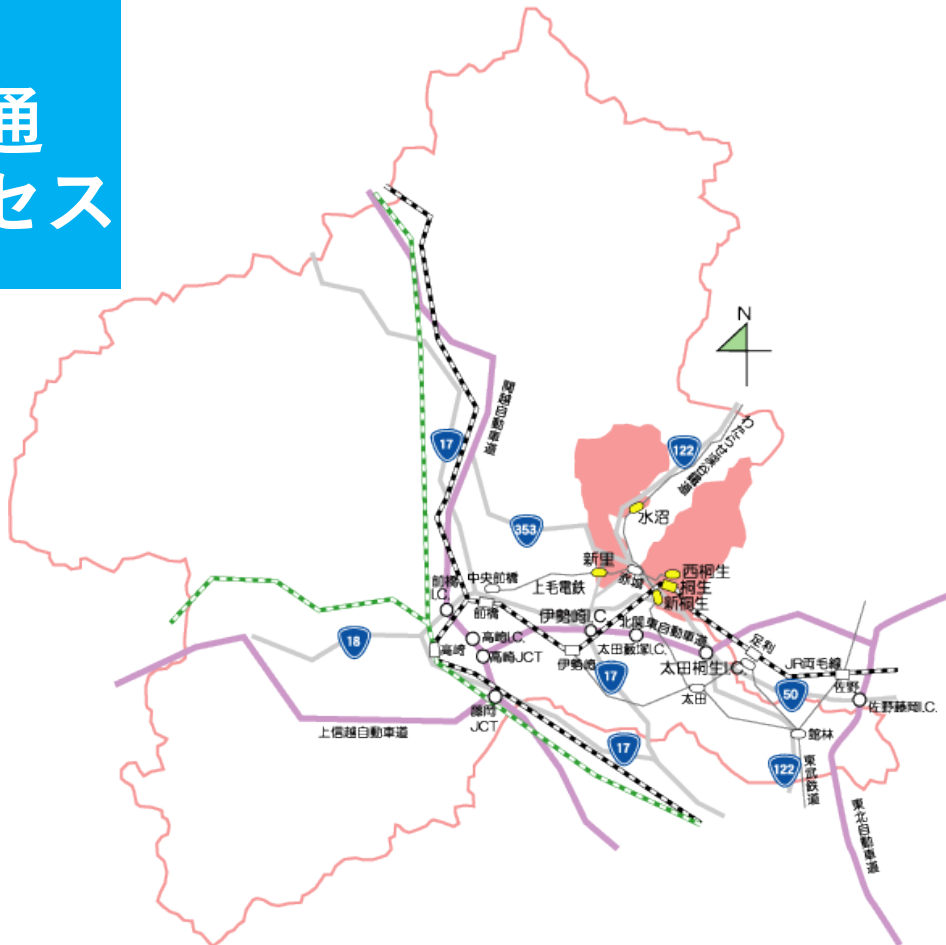 通
セス
N
関越自動車道
17
122
わたらせ渓谷鐵道
353
水沼
新里
赤城
西桐生
桐生
新桐生
前橋
I.C.
中央前橋
上毛電鉄
前橋
伊勢崎I.C.
北関東自動車道
高崎I.C.
高崎JCT
高崎
18
伊勢崎
太田藪塚I.C.
太田桐生I.C.
足利
JR両毛線
17
太田
50
佐野
佐野藤岡I.C.
藤岡
JCT
上信越自動車道
館林
17
122
東武鉄道
東北自動車道